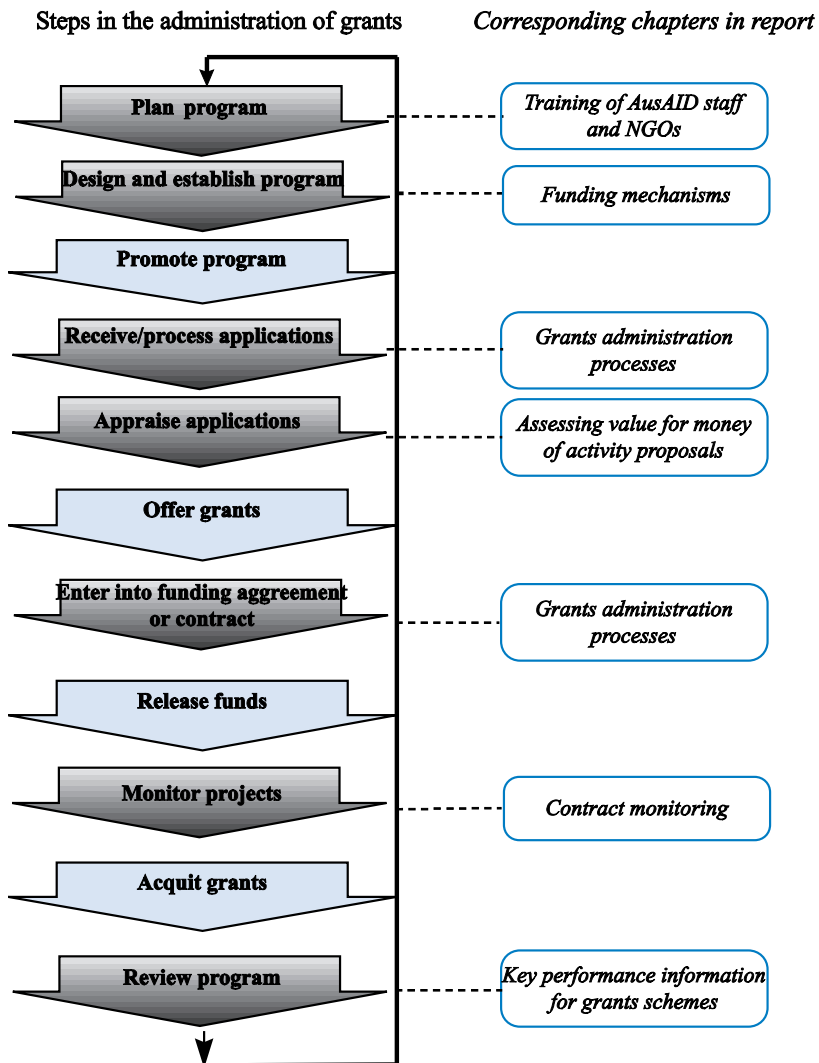 Steps in the administration of grants
Corresponding chapters in report
Plan program
Training of AusAID staff
and NGOs
Design and establish program
Funding mechanisms
Promote program
Receive/process applications
Grants administration
processes
Appraise applications
Assessing value for money
of activity proposals
Offer grants
Enter into funding aggreement
or contract
Grants administration
processes
Release funds
Monitor projects
Contract monitoring
Acquit grants
Review program
Key performance information
for grants schemes